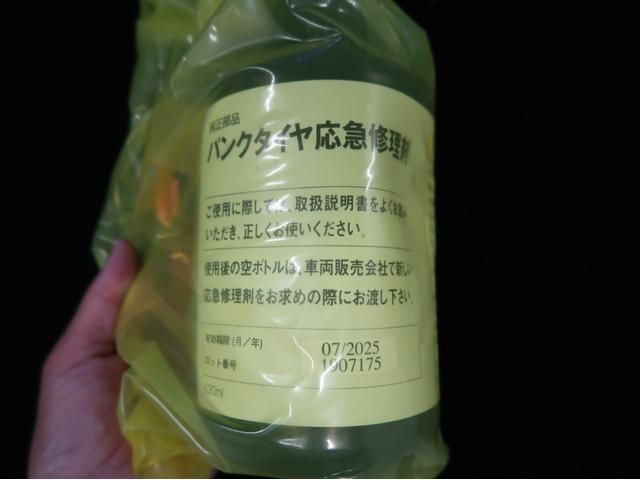 純正部品
パンクタイヤ応急修理剤
ご使用に際しては、取扱説明書をよくお読み
いただき、正しくお使いください。
使用後の空ボトルは、車両販売会社で新しい
応急修理剤をお求めの際にお渡し下さい。
有効期限(月／年)
07/2025
ロット番号
1907175
630ml